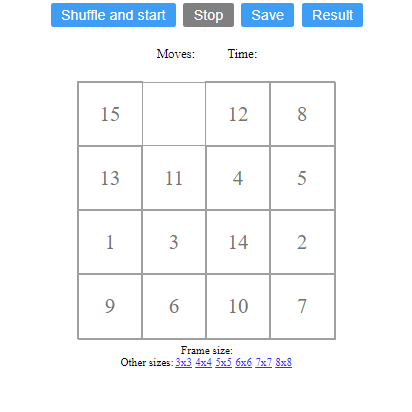 Shuffle and start Stop Save Result
Moves: Time:
15 12 8
13 11 4 5
1 3 14 2
9 6 10 7
Frame size:
Other sizes: 3x3 4x4 5x5 6x6 7x7 8x8